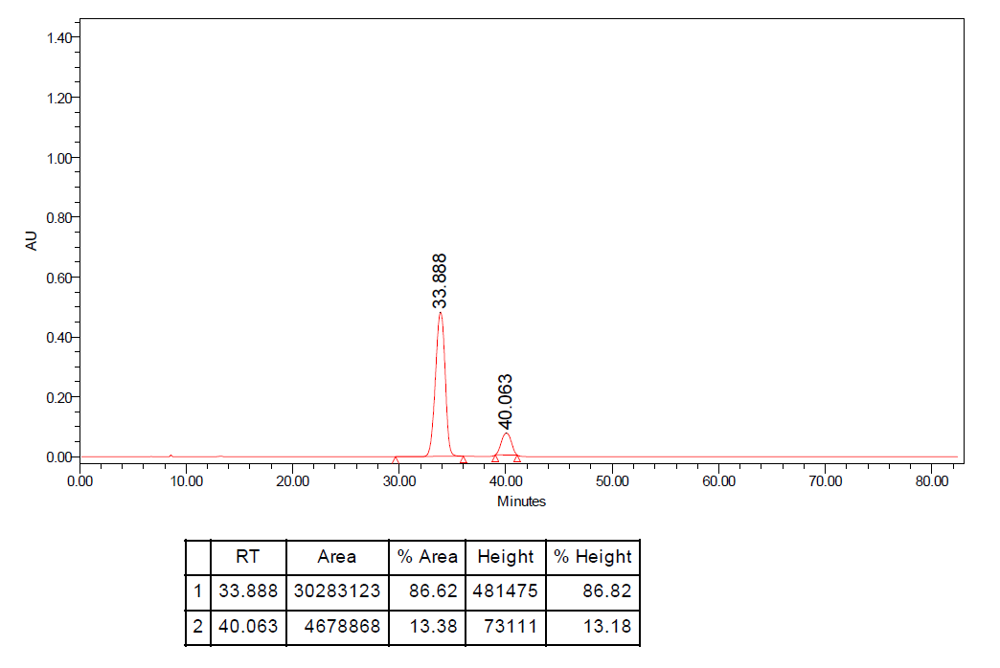 1.40
1.20
1.00
0.80
0.60
0.40
0.20
0.00
AU
33.888
40.063
0.00 10.00 20.00 30.00 40.00 50.00 60.00 70.00 80.00
Minutes
RT Area % Area Height % Height
1 33.888 30283123 86.62 481475 86.82
2 40.063 4678868 13.38 73111 13.18